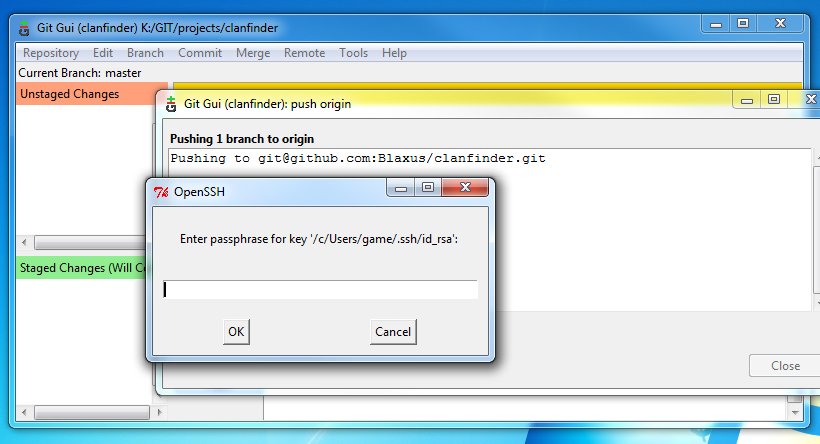 Git Gui (clanfinder) K:/GIT/projects/clanfinder
Repository Edit Branch Commit Merge Remote Tools Help
Current Branch: master
Unstaged Changes
Git Gui (clanfinder): push origin
Pushing 1 branch to origin
Pushing to git@github.com:Blaxus/clanfinder.git
OpenSSH
Enter passphrase for key '/c/Users/game/.ssh/id_rsa':
Staged Changes (Will C
OK Cancel
Close